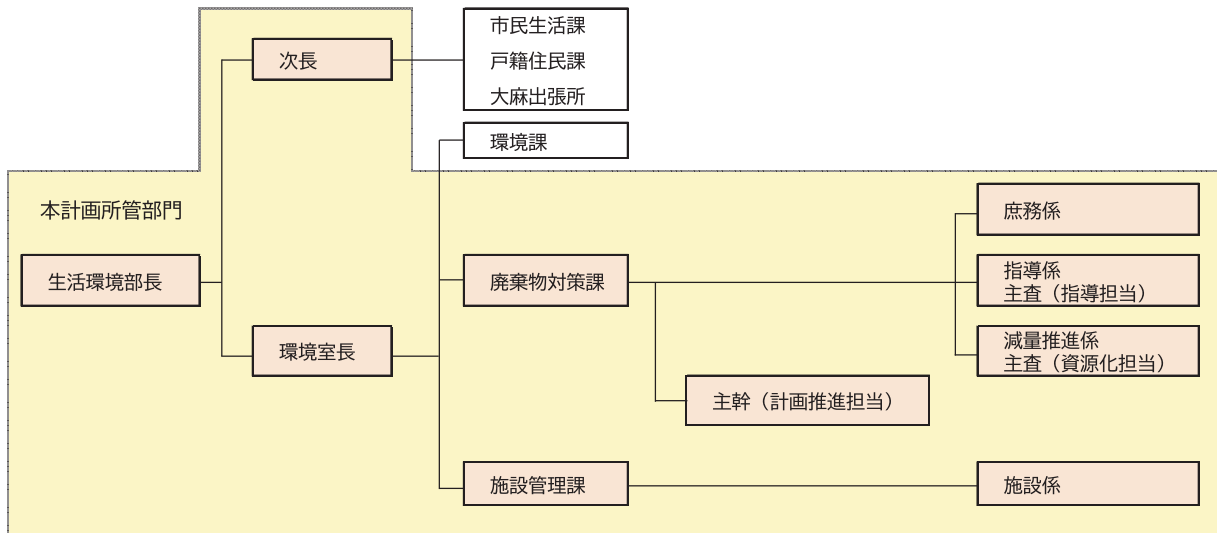 市民生活課
次長
戸籍住民課
大麻出張所
環境課
本計画所管部門
庶務係
生活環境部長
廃棄物対策課
指導係
主査（指導担当）
環境室長
減量推進係
主査（資源化担当）
主幹（計画推進担当）
施設管理課
施設係